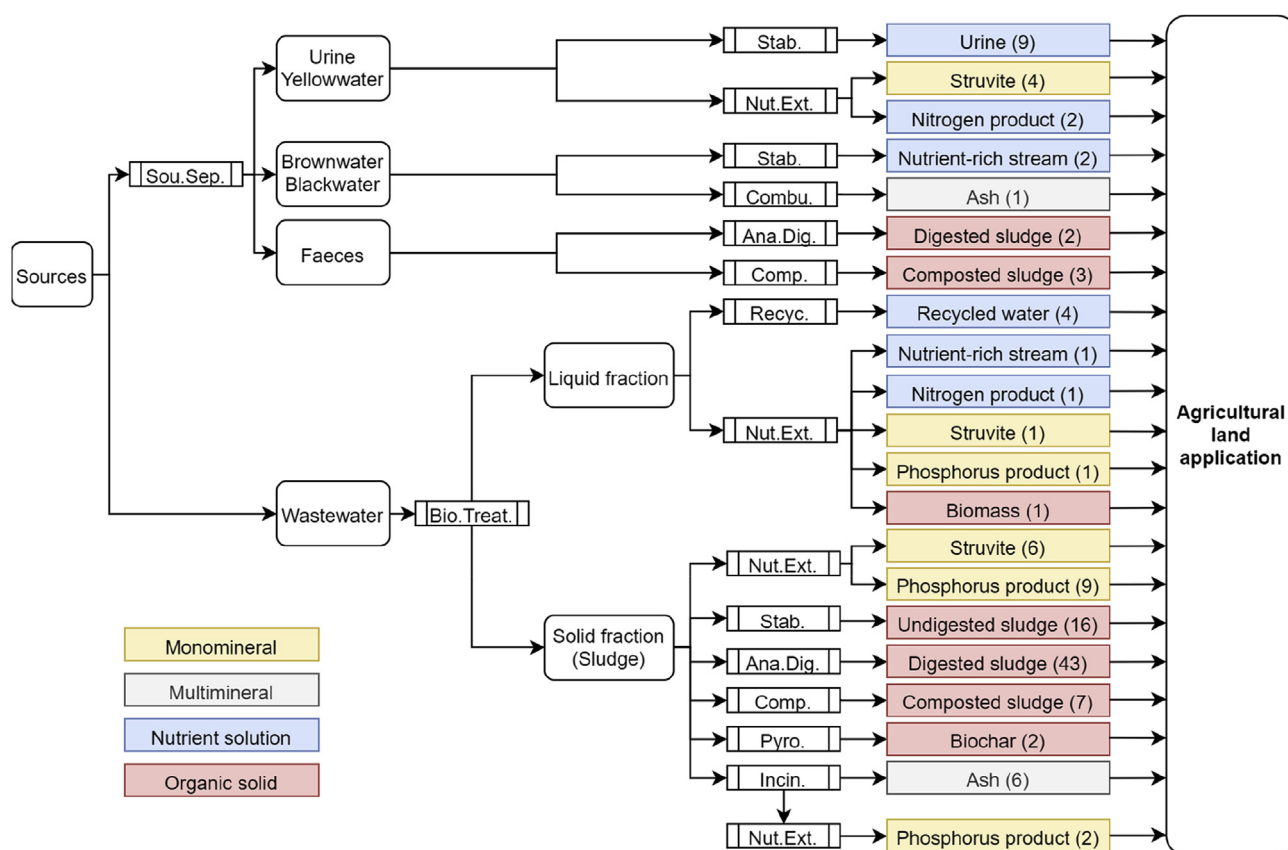 Sources
Sou.Sep.
Urine
Yellowwater
Brownwater
Blackwater
Faeces
Stab.
Urine (9)
Nut.Ext.
Struvite (4)
Nitrogen product (2)
Stab.
Nutrient-rich stream (2)
Combu.
Ash (1)
Ana.Dig.
Digested sludge (2)
Comp.
Composted sludge (3)
Wastewater
Bio.Treat.
Liquid fraction
Recyc.
Recycled water (4)
Nut.Ext.
Nutrient-rich stream (1)
Nitrogen product (1)
Struvite (1)
Phosphorus product (1)
Biomass (1)
Solid fraction
(Sludge)
Nut.Ext.
Struvite (6)
Phosphorus product (9)
Stab.
Undigested sludge (16)
Ana.Dig.
Digested sludge (43)
Comp.
Composted sludge (7)
Pyro.
Biochar (2)
Incin.
Ash (6)
Nut.Ext.
Phosphorus product (2)
Agricultural
land
application
Monomineral
Multimineral
Nutrient solution
Organic solid